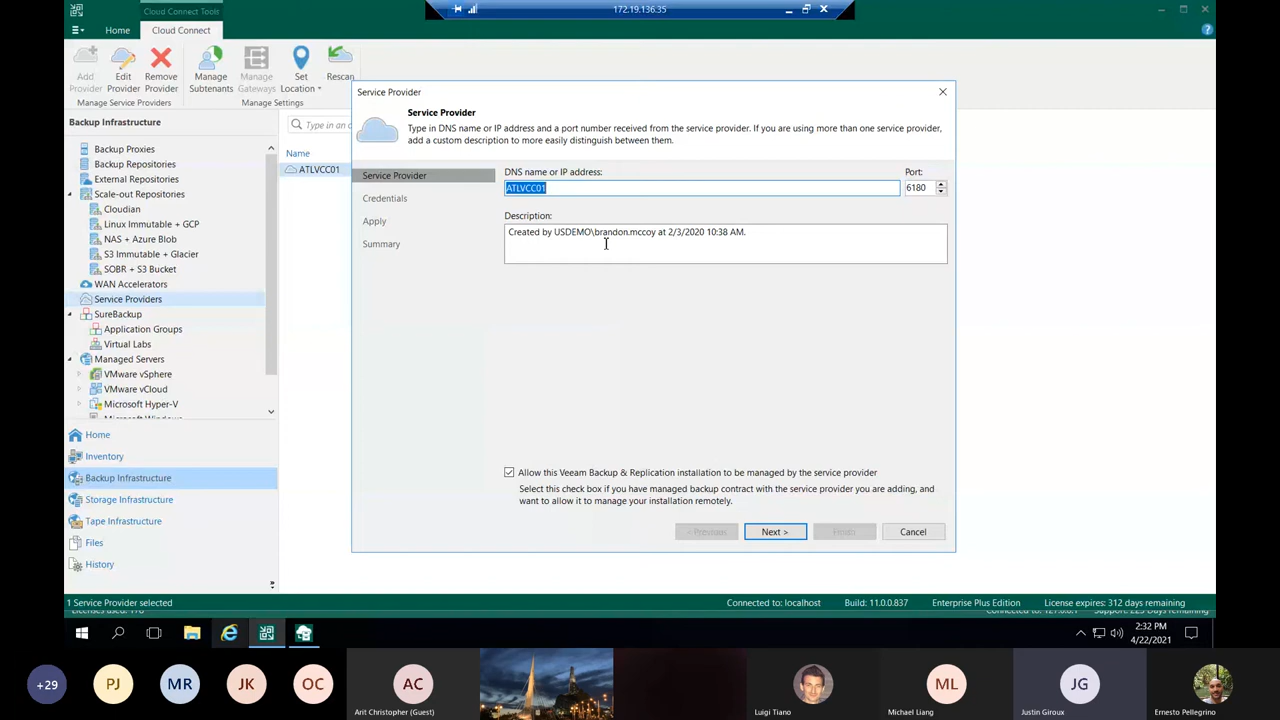 Cloud Connect Tools
172.19.136.35
Home
Cloud Connect
Add Provider
Edit Provider
Remove Provider
Manage Subtenants
Manage Gateways
Set Location
Rescan
Manage Service Providers
Manage Settings
Backup Infrastructure
Type in an o
Backup Proxies
Backup Repositories
External Repositories
Scale-out Repositories
Cloudian
Linux Immutable + GCP
NAS + Azure Blob
S3 Immutable + Glacier
SOBR + S3 Bucket
WAN Accelerators
Service Providers
SureBackup
Application Groups
Virtual Labs
Managed Servers
VMware vSphere
VMware vCloud
Microsoft Hyper-V
Microsoft Windows
Home
Inventory
Backup Infrastructure
Storage Infrastructure
Tape Infrastructure
Files
History
Name
ATLVCC01
Service Provider
Service Provider
Type in DNS name or IP address and a port number received from the service provider. If you are using more than one service provider,
add a custom description to more easily distinguish between them.
Service Provider
Credentials
Apply
Summary
DNS name or IP address:
Port:
ATLVCC01
6180
Description:
Created by USDEMO\brandon.mccoy at 2/3/2020 10:38 AM.
Allow this Veeam Backup & Replication installation to be managed by the service provider
Select this check box if you have managed backup contract with the service provider you are adding, and
want to allow it to manage your installation remotely.
< Previous
Next >
Finish
Cancel
1 Service Provider selected
Connected to: localhost
Build: 11.0.0.837
Enterprise Plus Edition
License expires: 312 days remaining
2:32 PM
4/22/2021
+29
PJ
MR
JK
OC
AC
ML
JG
Arit Christopher (Guest)
Luigi Tiano
Michael Liang
Justin Giroux
Ernesto Pellegrino